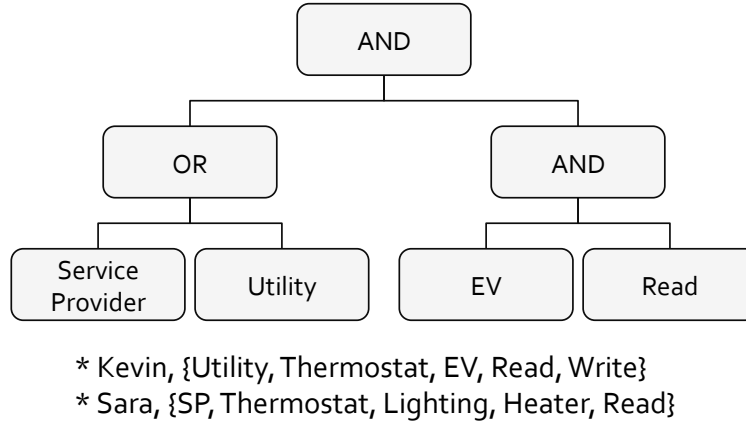 AND
OR
AND
Service
Provider
Utility
EV
Read
* Kevin, {Utility, Thermostat, EV, Read, Write}
* Sara, {SP, Thermostat, Lighting, Heater, Read}